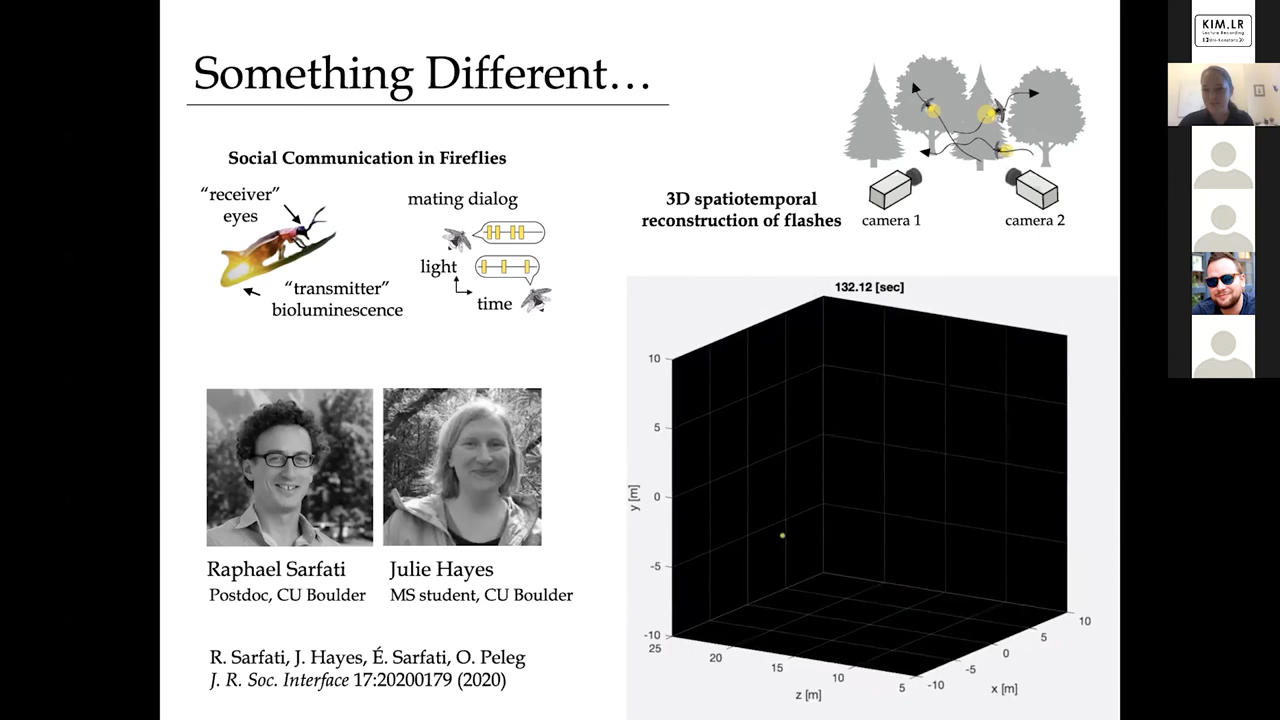 Something Different…
Social Communication in Fireflies
“receiver”
eyes
“transmitter”
bioluminescence
mating dialog
light
time
3D spatiotemporal
reconstruction of flashes
camera 1
camera 2
Raphael Sarfati
Postdoc, CU Boulder
Julie Hayes
MS student, CU Boulder
R. Sarfati, J. Hayes, É. Sarfati, O. Peleg
J. R. Soc. Interface 17:20200179 (2020)
132.12 [sec]
10
5
0
-5
-10
y [m]
25
20
15
10
5
z [m]
-10
-5
0
5
10
x [m]
KIM.LR
Lecture Recording